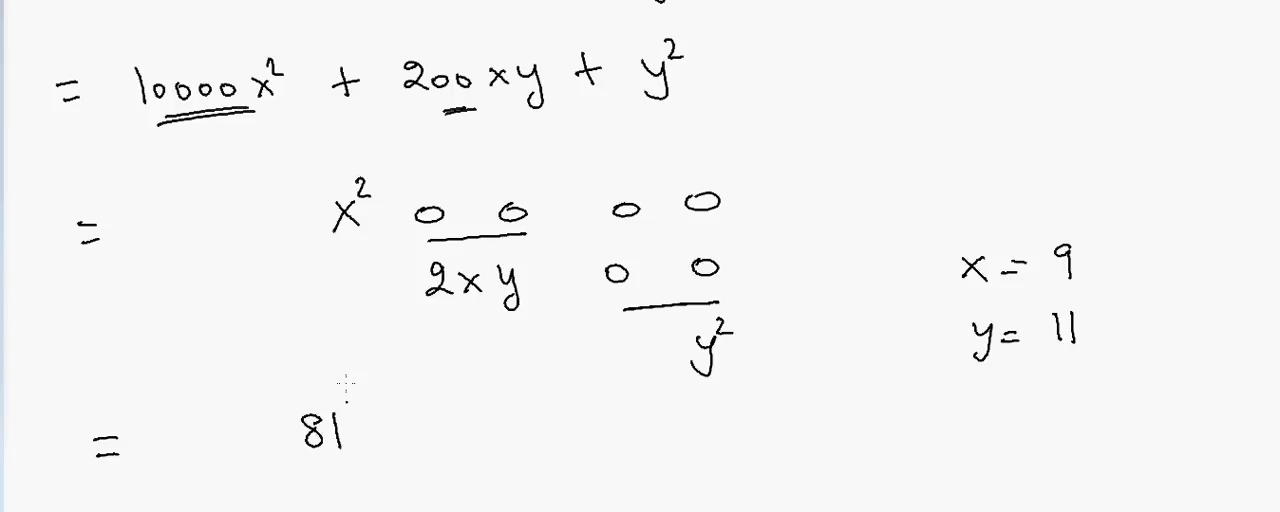 = 10000x² + 200xy + y²
= x² 0 0 0 0
2xy 0 0
y²
x = 9
y = 11
= 81